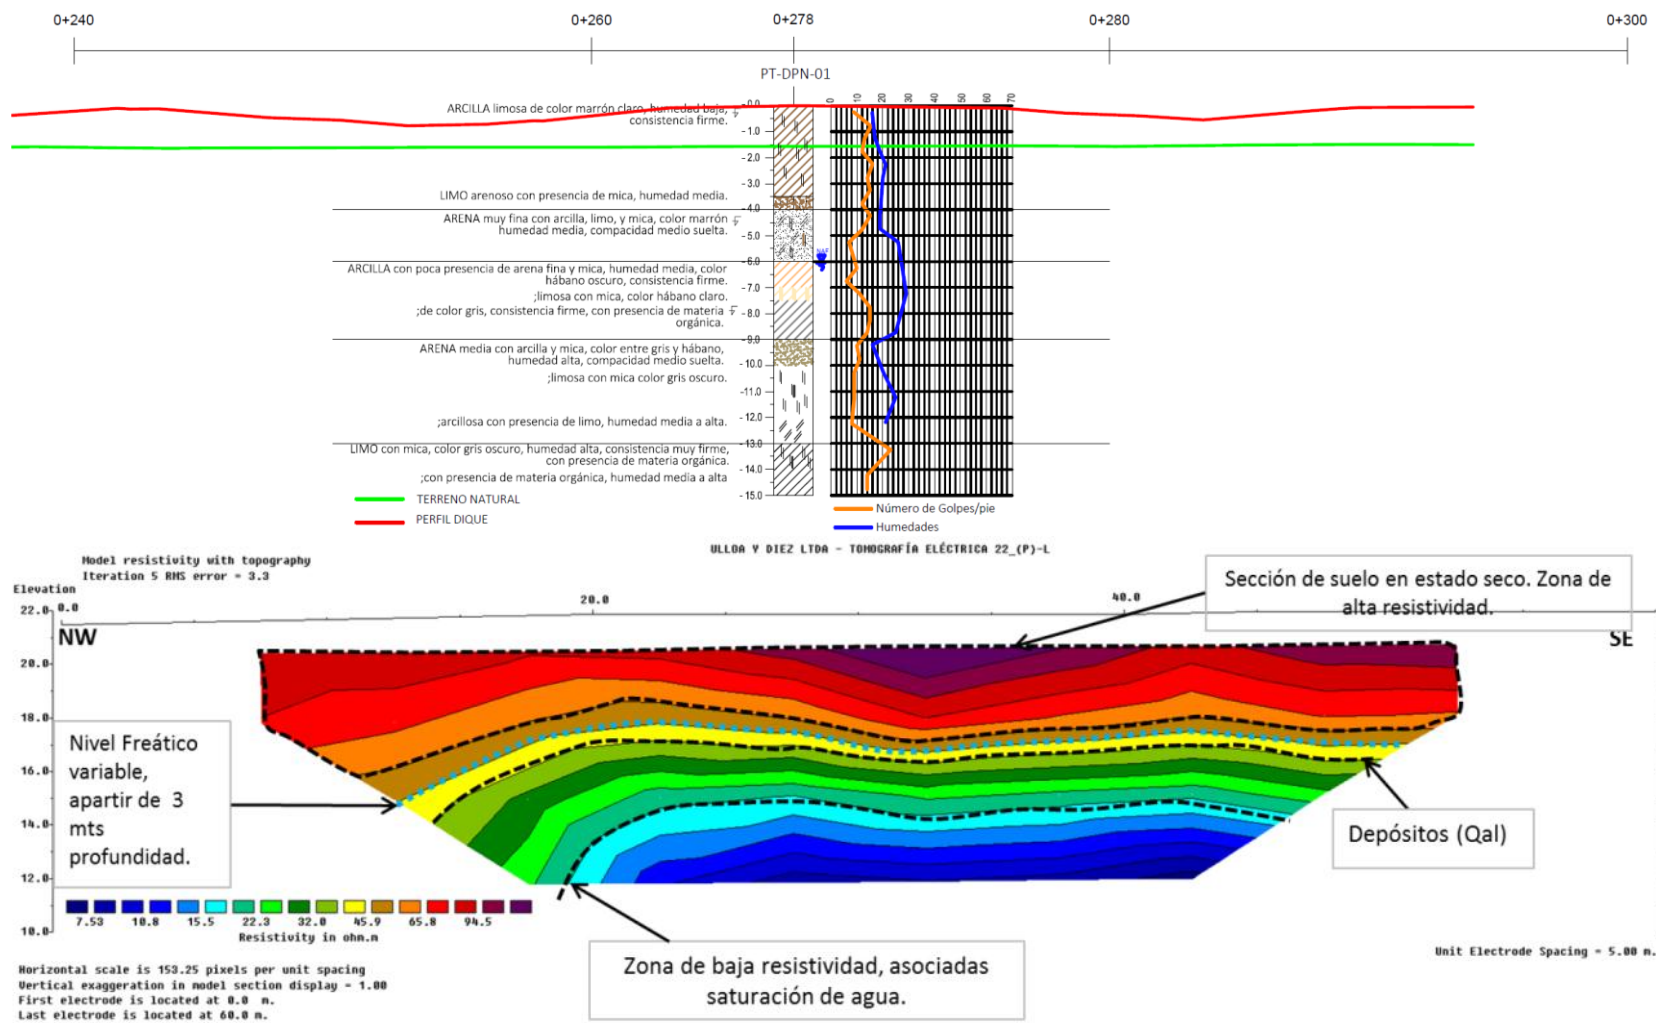 0+240
0+260
0+278
0+280
0+300
PT-DPN-01
0
10
20
30
40
50
60
70
ARCILLA limosa de color marrón claro, humedad baja,
consistencia firme.
LIMO arenoso con presencia de mica, humedad media.
ARENA muy fina con arcilla, limo, y mica, color marrón
humedad media, compacidad medio suelta.
ARCILLA con poca presencia de arena fina y mica, humedad media, color
hábano oscuro, consistencia firme.
;limosa con mica, color hábano claro.
;de color gris, consistencia firme, con presencia de materia
orgánica.
ARENA media con arcilla y mica, color entre gris y hábano,
humedad alta, compacidad medio suelta.
;limosa con mica color gris oscuro.
;arcillosa con presencia de limo, humedad media a alta.
LIMO con mica, color gris oscuro, humedad alta, consistencia muy firme,
con presencia de materia orgánica.
;con presencia de materia orgánica, humedad media a alta
-0.0
-1.0
-2.0
-3.0
-4.0
-5.0
-6.0
-7.0
-8.0
-9.0
-10.0
-11.0
-12.0
-13.0
-14.0
-15.0
NAF
TERRENO NATURAL
PERFIL DIQUE
Número de Golpes/pie
Humedades
ULLOA Y DIEZ LTDA - TOMOGRAFÍA ELÉCTRICA 22_(P)-L
Model resistivity with topography
Iteration 5 RMS error = 3.3
Elevation
22.0
20.0
18.0
16.0
14.0
12.0
10.0
0.0
20.0
40.0
NW
SE
Sección de suelo en estado seco. Zona de
alta resistividad.
Nivel Freático
variable,
apartir de 3
mts
profundidad.
Depósitos (Qal)
Zona de baja resistividad, asociadas
saturación de agua.
7.53
10.8
15.5
22.3
32.0
45.9
65.8
94.5
Resistivity in ohm.m
Unit Electrode Spacing = 5.00 m.
Horizontal scale is 153.25 pixels per unit spacing
Vertical exaggeration in model section display = 1.00
First electrode is located at 0.0 m.
Last electrode is located at 60.0 m.